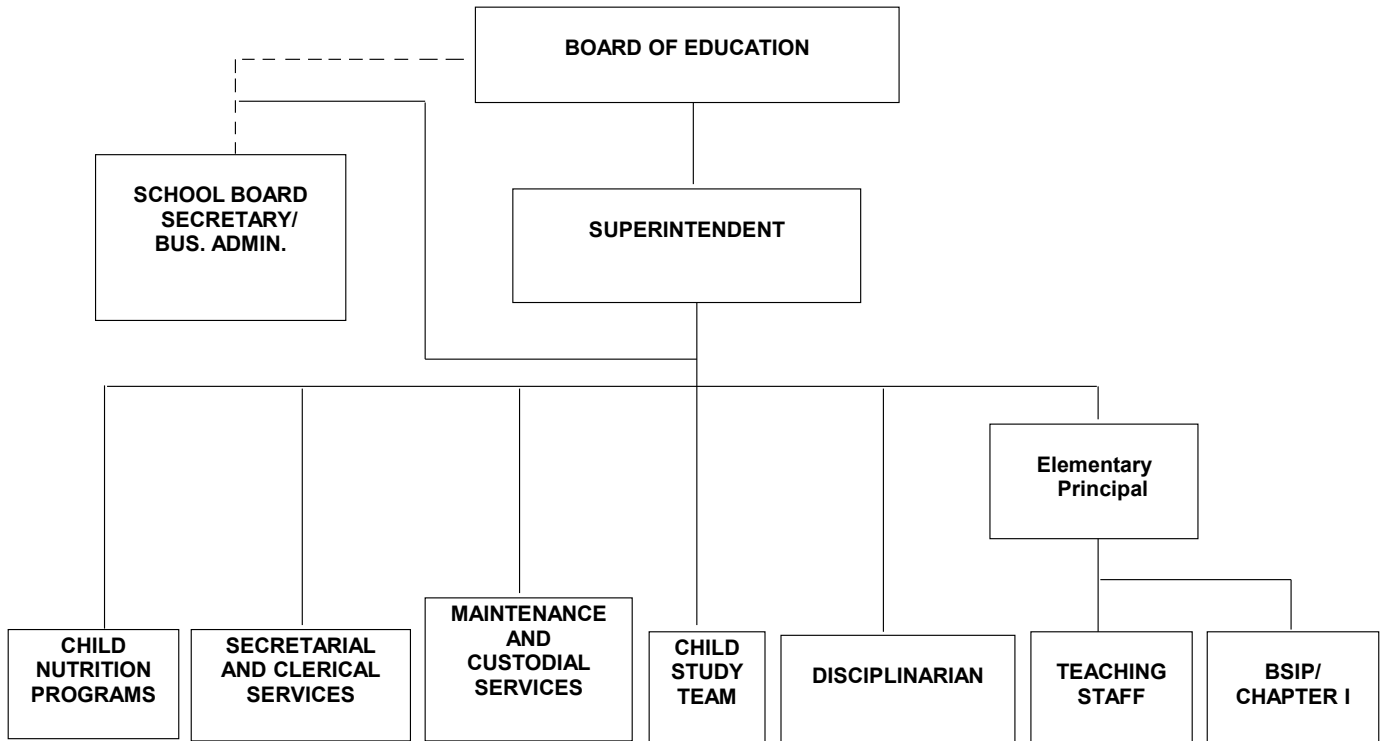 BOARD OF EDUCATION
SCHOOL BOARD
SECRETARY/
BUS. ADMIN.
SUPERINTENDENT
Elementary
Principal
CHILD
NUTRITION
PROGRAMS
SECRETARIAL
AND CLERICAL
SERVICES
MAINTENANCE
AND
CUSTODIAL
SERVICES
CHILD
STUDY
TEAM
DISCIPLINARIAN
TEACHING
STAFF
BSIP/
CHAPTER I